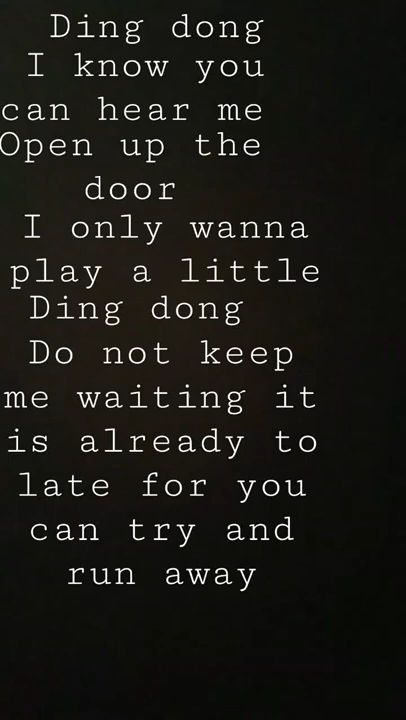 Ding dong
I know you
can hear me
Open up the
door
I only wanna
play a little
Ding dong
Do not keep
me waiting it
is already to
late for you
can try and
run away